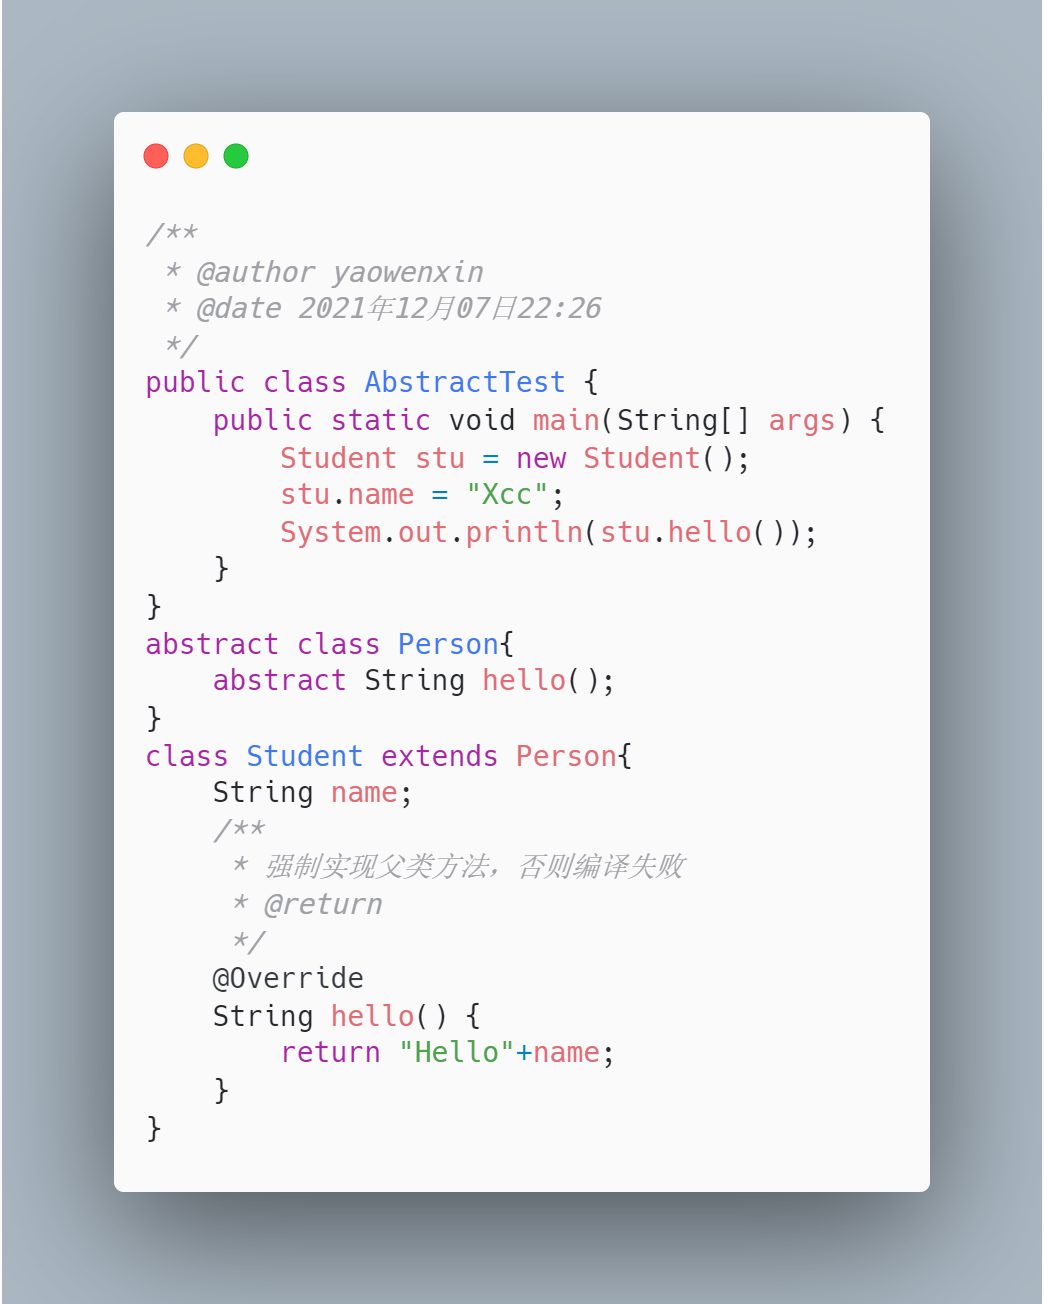 /**
 * @author yaowenxin
 * @date 2021年12月07日22:26
 */
public class AbstractTest {
    public static void main(String[] args) {
        Student stu = new Student();
        stu.name = "Xcc";
        System.out.println(stu.hello());
    }
}
abstract class Person{
    abstract String hello();
}
class Student extends Person{
    String name;
    /**
     * 强制实现父类方法，否则编译失败
     * @return
     */
    @Override
    String hello() {
        return "Hello"+name;
    }
}